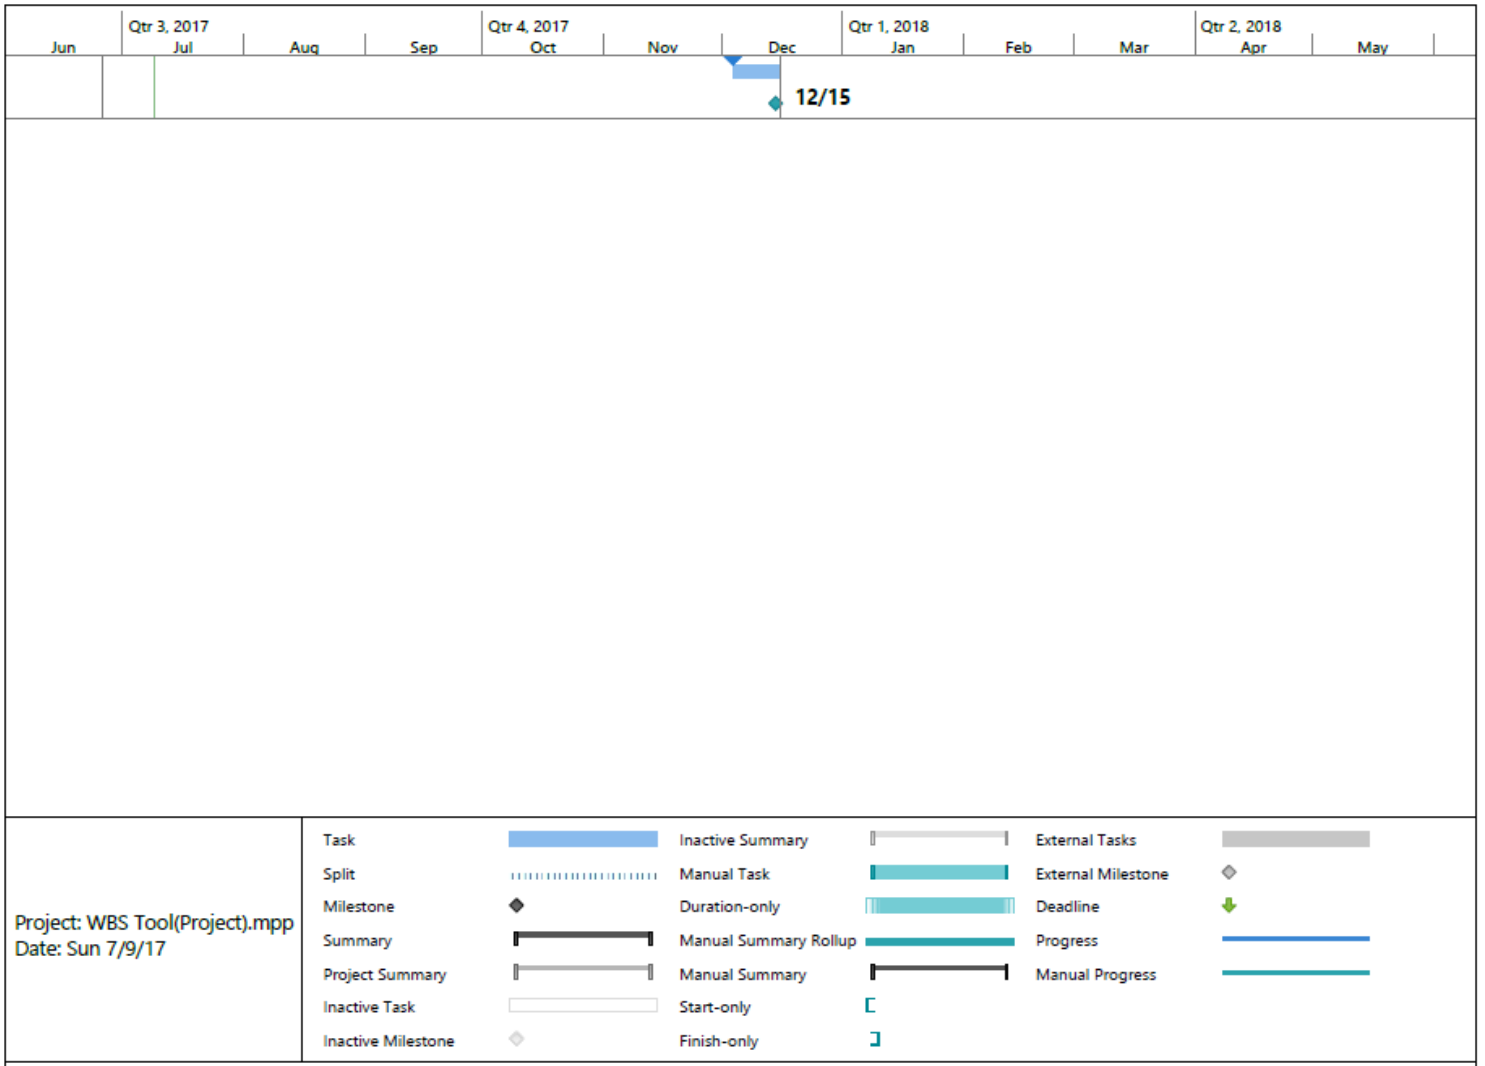 Qtr 3, 2017 Qtr 4, 2017 Qtr 1, 2018 Qtr 2, 2018
Jun Jul Aug Sep Oct Nov Dec Jan Feb Mar Apr May
12/15
Project: WBS Tool(Project).mpp
Date: Sun 7/9/17
Task
Split
Milestone
Summary
Project Summary
Inactive Task
Inactive Milestone
Inactive Summary
Manual Task
Duration-only
Manual Summary Rollup
Manual Summary
Start-only
Finish-only
External Tasks
External Milestone
Deadline
Progress
Manual Progress